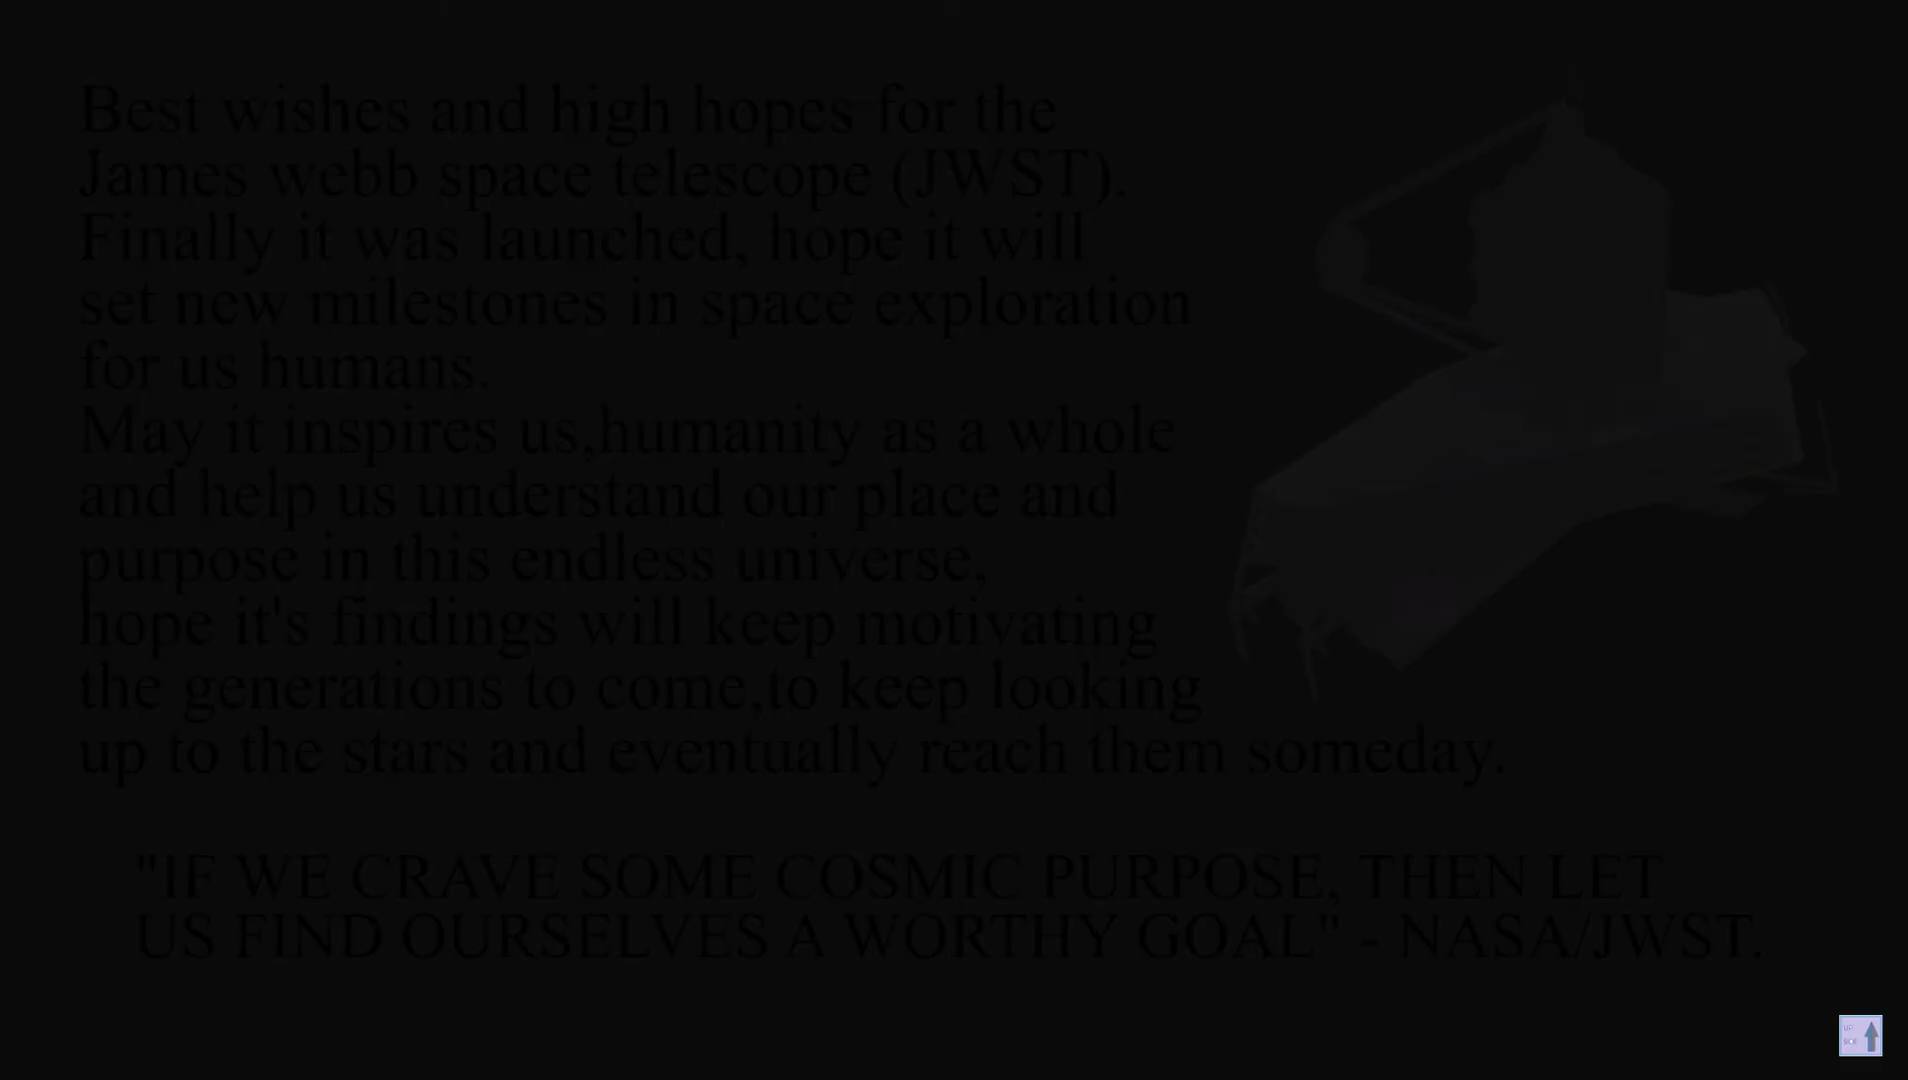 Best wishes and high hopes for the
James webb space telescope (JWST).
Finally it was launched, hope it will
set new milestones in space exploration
for us humans.
May it inspires us,humanity as a whole
and help us understand our place and
purpose in this endless universe,
hope it's findings will keep motivating
the generations to come,to keep looking
up to the stars and eventually reach them someday.
"IF WE CRAVE SOME COSMIC PURPOSE, THEN LET
US FIND OURSELVES A WORTHY GOAL" - NASA/JWST.
UP